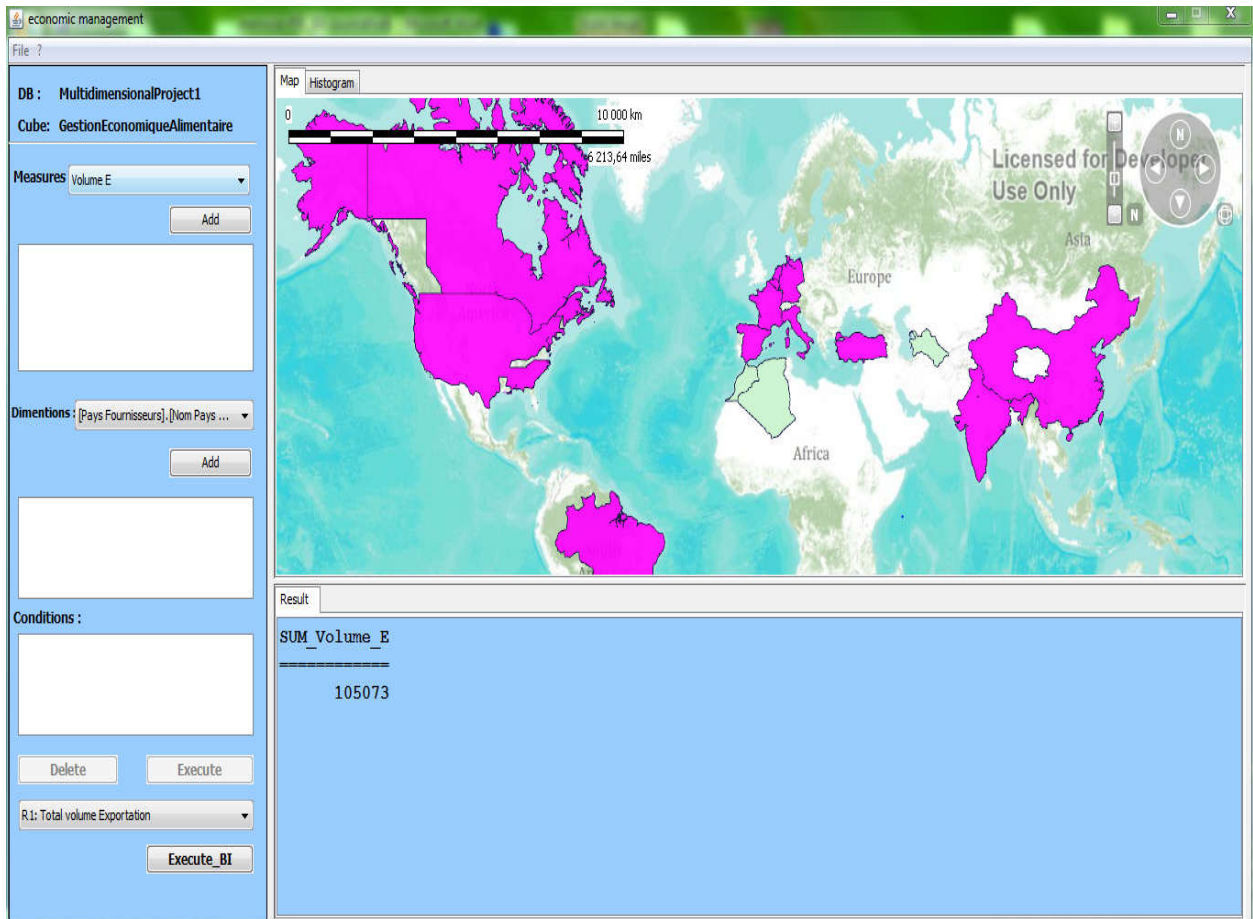 economic management
File ?
DB : MultidimensionalProject1
Cube: GestionEconomiqueAlimentaire
Measures Volume E
Add
Dimentions : [Pays Fournisseurs].[Nom Pays ...
Add
Conditions :
Delete Execute
R1: Total volume Exportation
Execute_BI
Map Histogram
0 10 000 km
6 213,64 miles
Licensed for Developer
Use Only
N
N
Asia
Europe
America
Africa
Result
SUM_Volume_E
============
105073